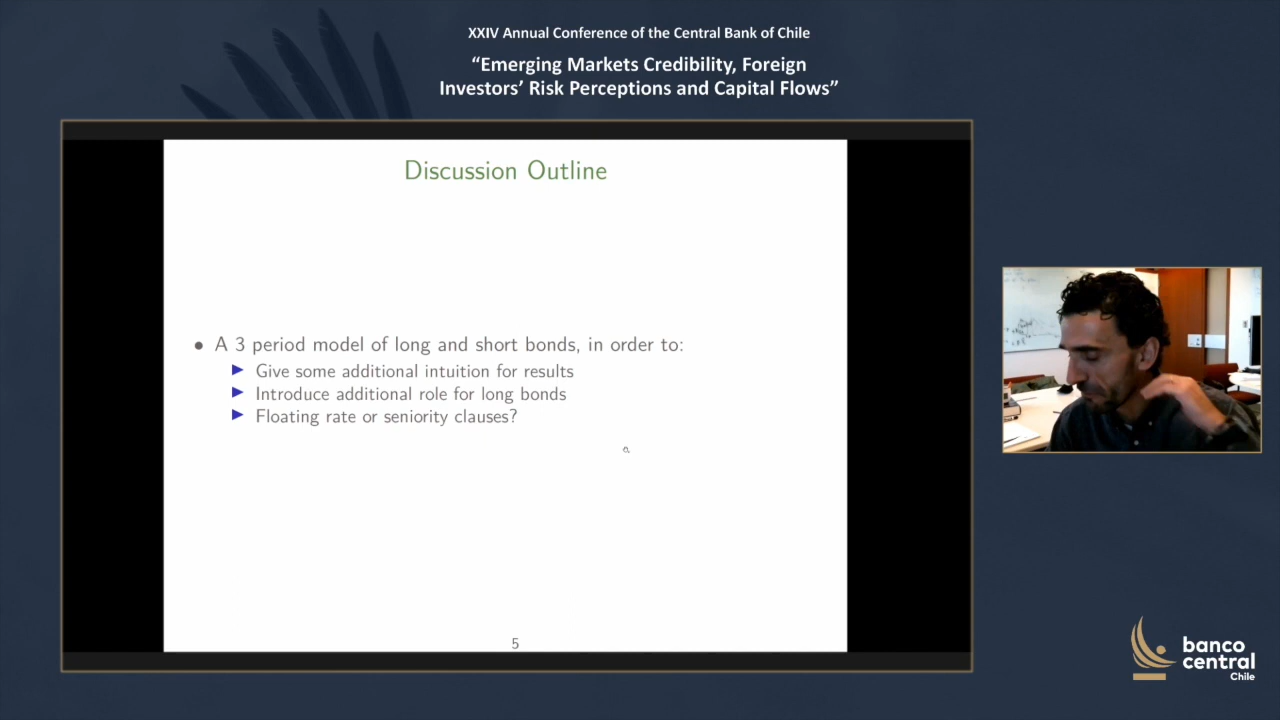 XXIV Annual Conference of the Central Bank of Chile
“Emerging Markets Credibility, Foreign
Investors’ Risk Perceptions and Capital Flows”
Discussion Outline
• A 3 period model of long and short bonds, in order to:
▶ Give some additional intuition for results
▶ Introduce additional role for long bonds
▶ Floating rate or seniority clauses?
5
banco
central
Chile